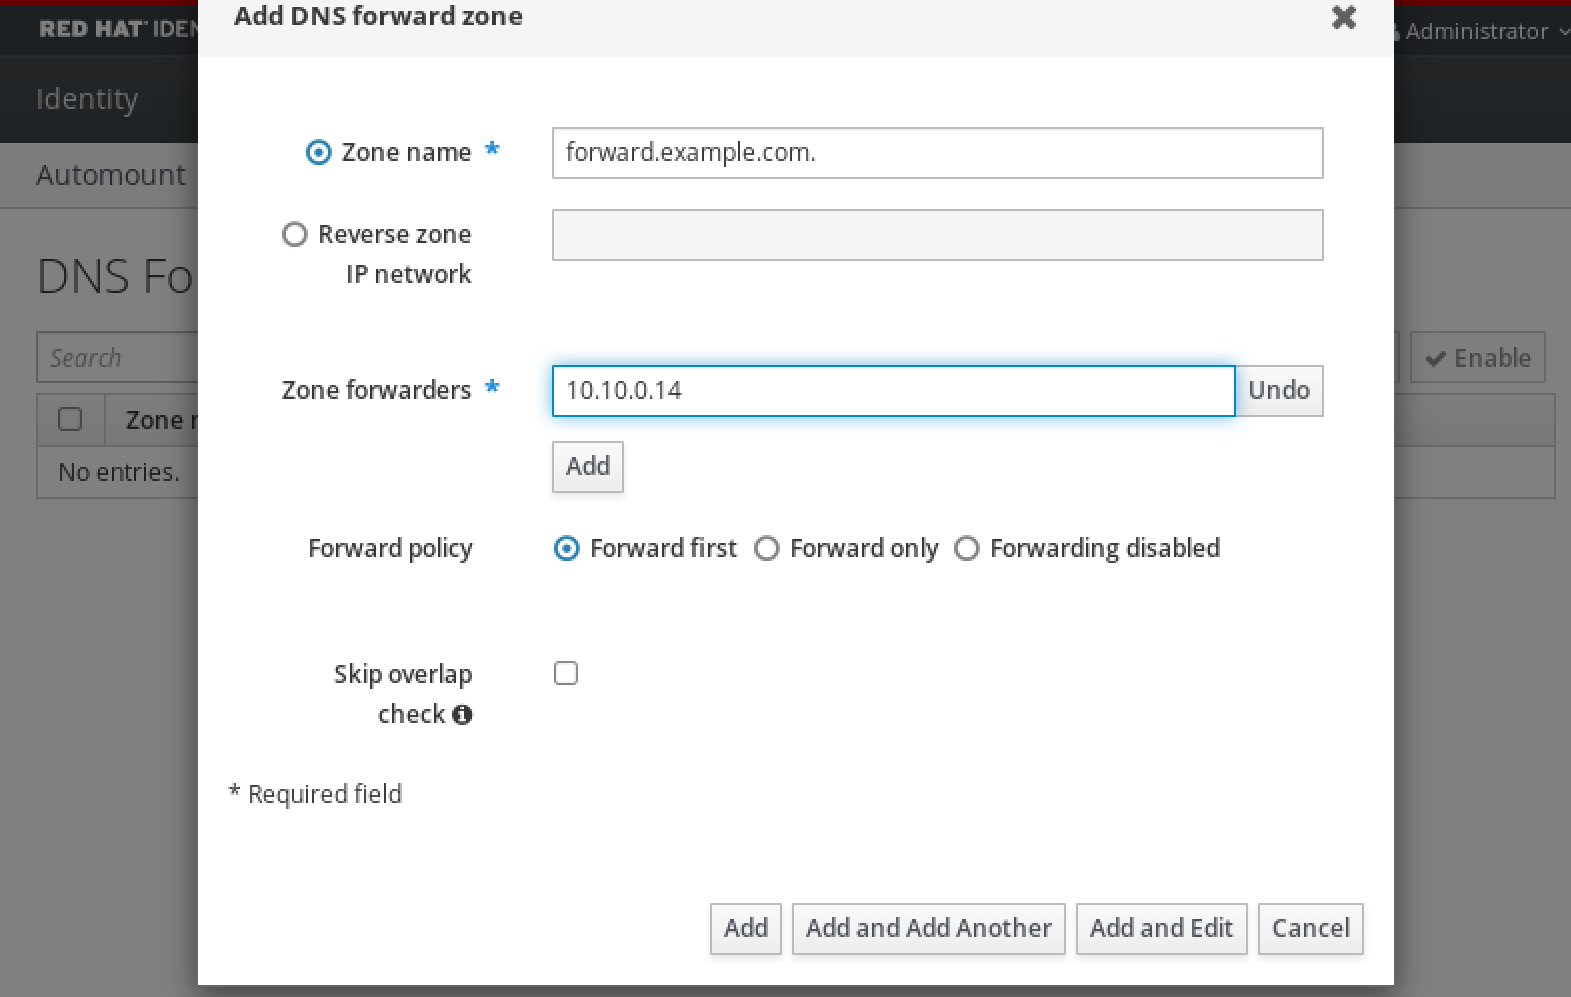 Add DNS forward zone
RED HAT IDEN
Administrator
Identity
Automount
Zone name *
forward.example.com.
Reverse zone
IP network
DNS Fo
Search
Enable
Zone forwarders *
10.10.0.14
Undo
Zone
No entries.
Add
Forward policy
Forward first
Forward only
Forwarding disabled
Skip overlap
check
* Required field
Add
Add and Add Another
Add and Edit
Cancel